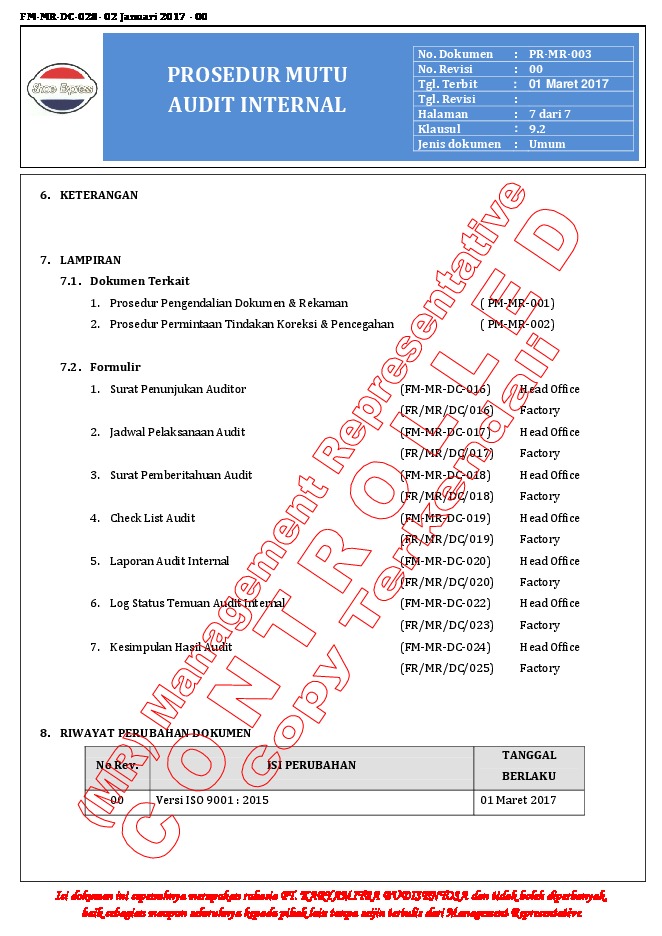 FM-MR-DC-028- 02 Januari 2017 - 00
Shoe Express
PROSEDUR MUTU
AUDIT INTERNAL
No. Dokumen : PR-MR-003
No. Revisi : 00
Tgl. Terbit : 01 Maret 2017
Tgl. Revisi :
Halaman : 7 dari 7
Klausul : 9.2
Jenis dokumen : Umum
6. KETERANGAN
7. LAMPIRAN
7.1. Dokumen Terkait
1. Prosedur Pengendalian Dokumen & Rekaman ( PM-MR-001)
2. Prosedur Permintaan Tindakan Koreksi & Pencegahan ( PM-MR-002)
7.2. Formulir
1. Surat Penunjukan Auditor (FM-MR-DC-016) Head Office
(FR/MR/DC/016) Factory
2. Jadwal Pelaksanaan Audit (FM-MR-DC-017) Head Office
(FR/MR/DC/017) Factory
3. Surat Pemberitahuan Audit (FM-MR-DC-018) Head Office
(FR/MR/DC/018) Factory
4. Check List Audit (FM-MR-DC-019) Head Office
(FR/MR/DC/019) Factory
5. Laporan Audit Internal (FM-MR-DC-020) Head Office
(FR/MR/DC/020) Factory
6. Log Status Temuan Audit Internal (FM-MR-DC-022) Head Office
(FR/MR/DC/023) Factory
7. Kesimpulan Hasil Audit (FM-MR-DC-024) Head Office
(FR/MR/DC/025) Factory
8. RIWAYAT PERUBAHAN DOKUMEN
No Rev. ISI PERUBAHAN TANGGAL
BERLAKU
00 Versi ISO 9001 : 2015 01 Maret 2017
(MR) Management Representative
CONTROLLED
Copy Terkendali
Isi dokumen ini sepenuhnya merupakan rahasia PT. KARYAMITRA BUDISENTOSA dan tidak boleh diperbanyak,
baik sebagian maupun seluruhnya kepada pihak lain tanpa seijin tertulis dari Management Representative